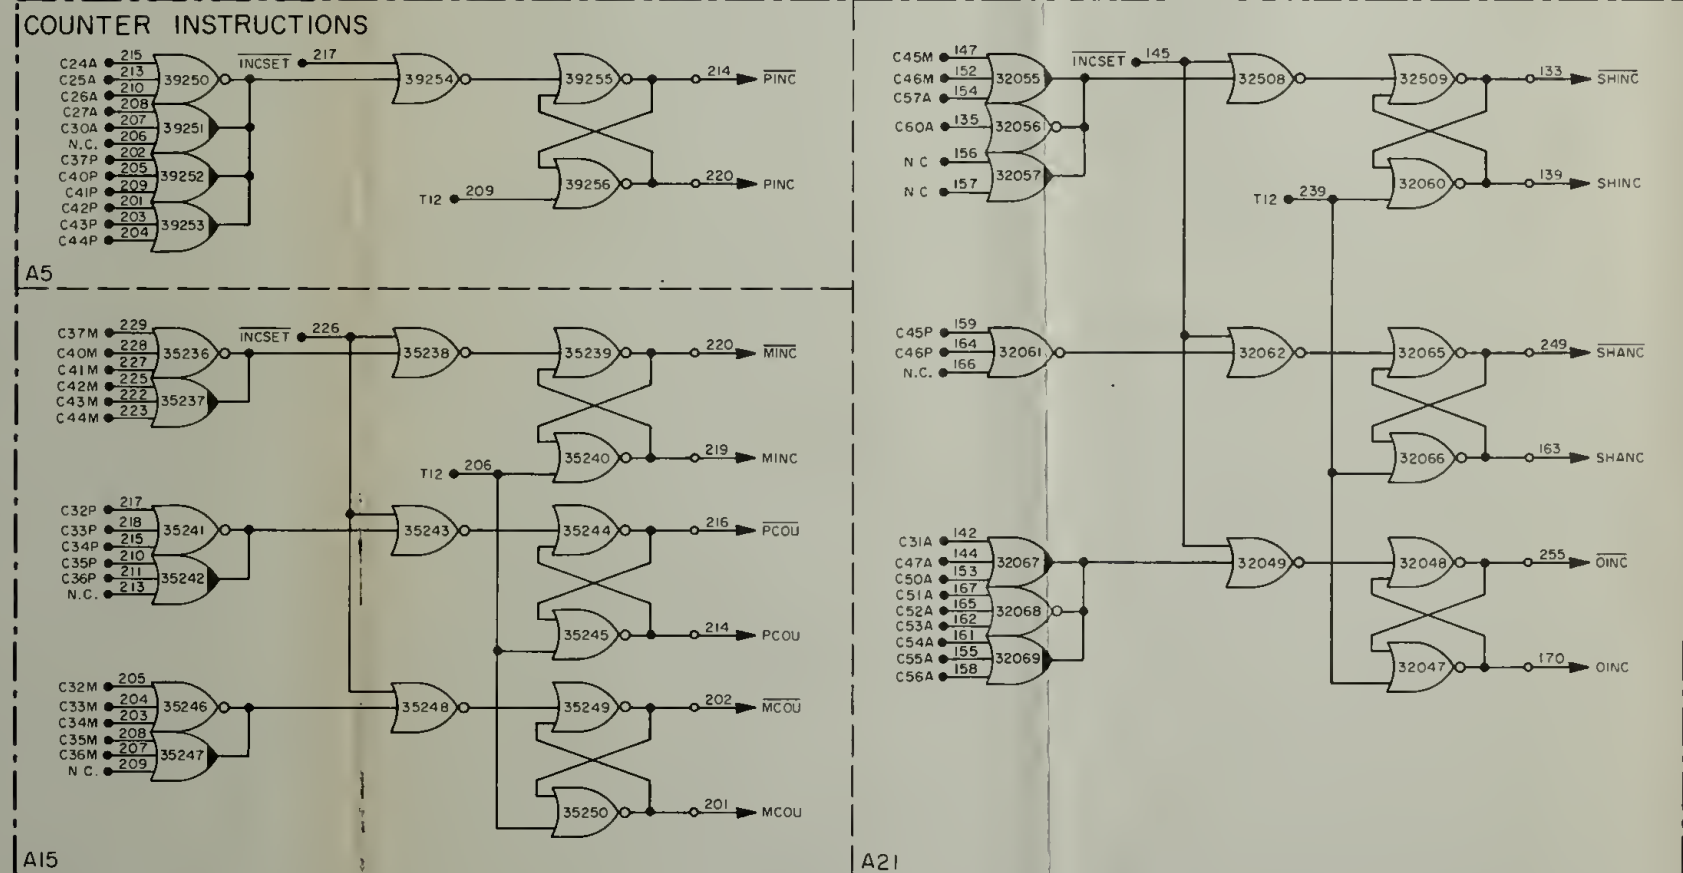 COUNTER INSTRUCTIONS
C24A 215
C25A 213
C26A 210
39250
C27A 208
C30A 207
N.C. 206
39251
C37P 202
C40P 205
C41P 209
39252
C42P 201
C43P 203
C44P 204
39253
INCSET 217
39254
39255
214 PINC
T12 209
39256
220 PINC
A5
C37M 229
C40M 228
C41M 227
35236
C42M 225
C43M 222
C44M 223
35237
INCSET 226
35238
35239
220 MINC
T12 206
35240
219 MINC
C32P 217
C33P 218
C34P 215
35241
C35P 210
C36P 211
N.C. 213
35242
35243
35244
216 PCOU
35245
214 PCOU
C32M 205
C33M 204
C34M 203
35246
C35M 208
C36M 207
N C. 209
35247
35248
35249
202 MCOU
35250
201 MCOU
A15
C45M 147
C46M 152
C57A 154
32055
C60A 135
32056
N C 156
N C 157
32057
INCSET 145
32508
32509
133 SHINC
T12 239
32060
139 SHINC
C45P 159
C46P 164
N.C. 166
32061
32062
32065
249 SHANC
32066
163 SHANC
C31A 142
C47A 144
C50A 153
32067
C51A 167
C52A 165
C53A 162
32068
C54A 161
C55A 155
C56A 158
32069
32049
32048
255 OINC
32047
170 OINC
A21